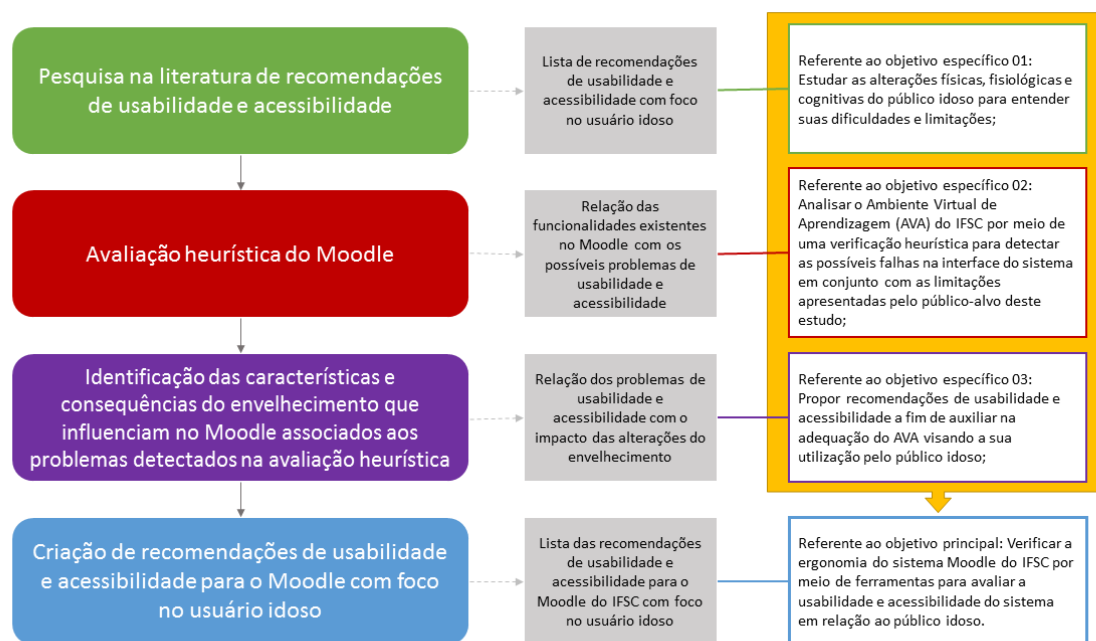 Pesquisa na literatura de recomendações
de usabilidade e acessibilidade
Lista de recomendações
de usabilidade e
acessibilidade com foco
no usuário idoso
Referente ao objetivo específico 01:
Estudar as alterações físicas, fisiológicas e
cognitivas do público idoso para entender
suas dificuldades e limitações;
Avaliação heurística do Moodle
Relação das
funcionalidades existentes
no Moodle com os
possíveis problemas de
usabilidade e
acessibilidade
Referente ao objetivo específico 02:
Analisar o Ambiente Virtual de
Aprendizagem (AVA) do IFSC por meio de
uma verificação heurística para detectar
as possíveis falhas na interface do sistema
em conjunto com as limitações
apresentadas pelo público-alvo deste
estudo;
Identificação das características e
consequências do envelhecimento que
influenciam no Moodle associados aos
problemas detectados na avaliação heurística
Relação dos problemas de
usabilidade e
acessibilidade com o
impacto das alterações do
envelhecimento
Referente ao objetivo específico 03:
Propor recomendações de usabilidade e
acessibilidade a fim de auxiliar na
adequação do AVA visando a sua
utilização pelo público idoso;
Criação de recomendações de usabilidade
e acessibilidade para o Moodle com foco
no usuário idoso
Lista das recomendações
de usabilidade e
acessibilidade para o
Moodle do IFSC com foco
no usuário idoso
Referente ao objetivo principal: Verificar a
ergonomia do sistema Moodle do IFSC por
meio de ferramentas para avaliar a
usabilidade e acessibilidade do sistema
em relação ao público idoso.